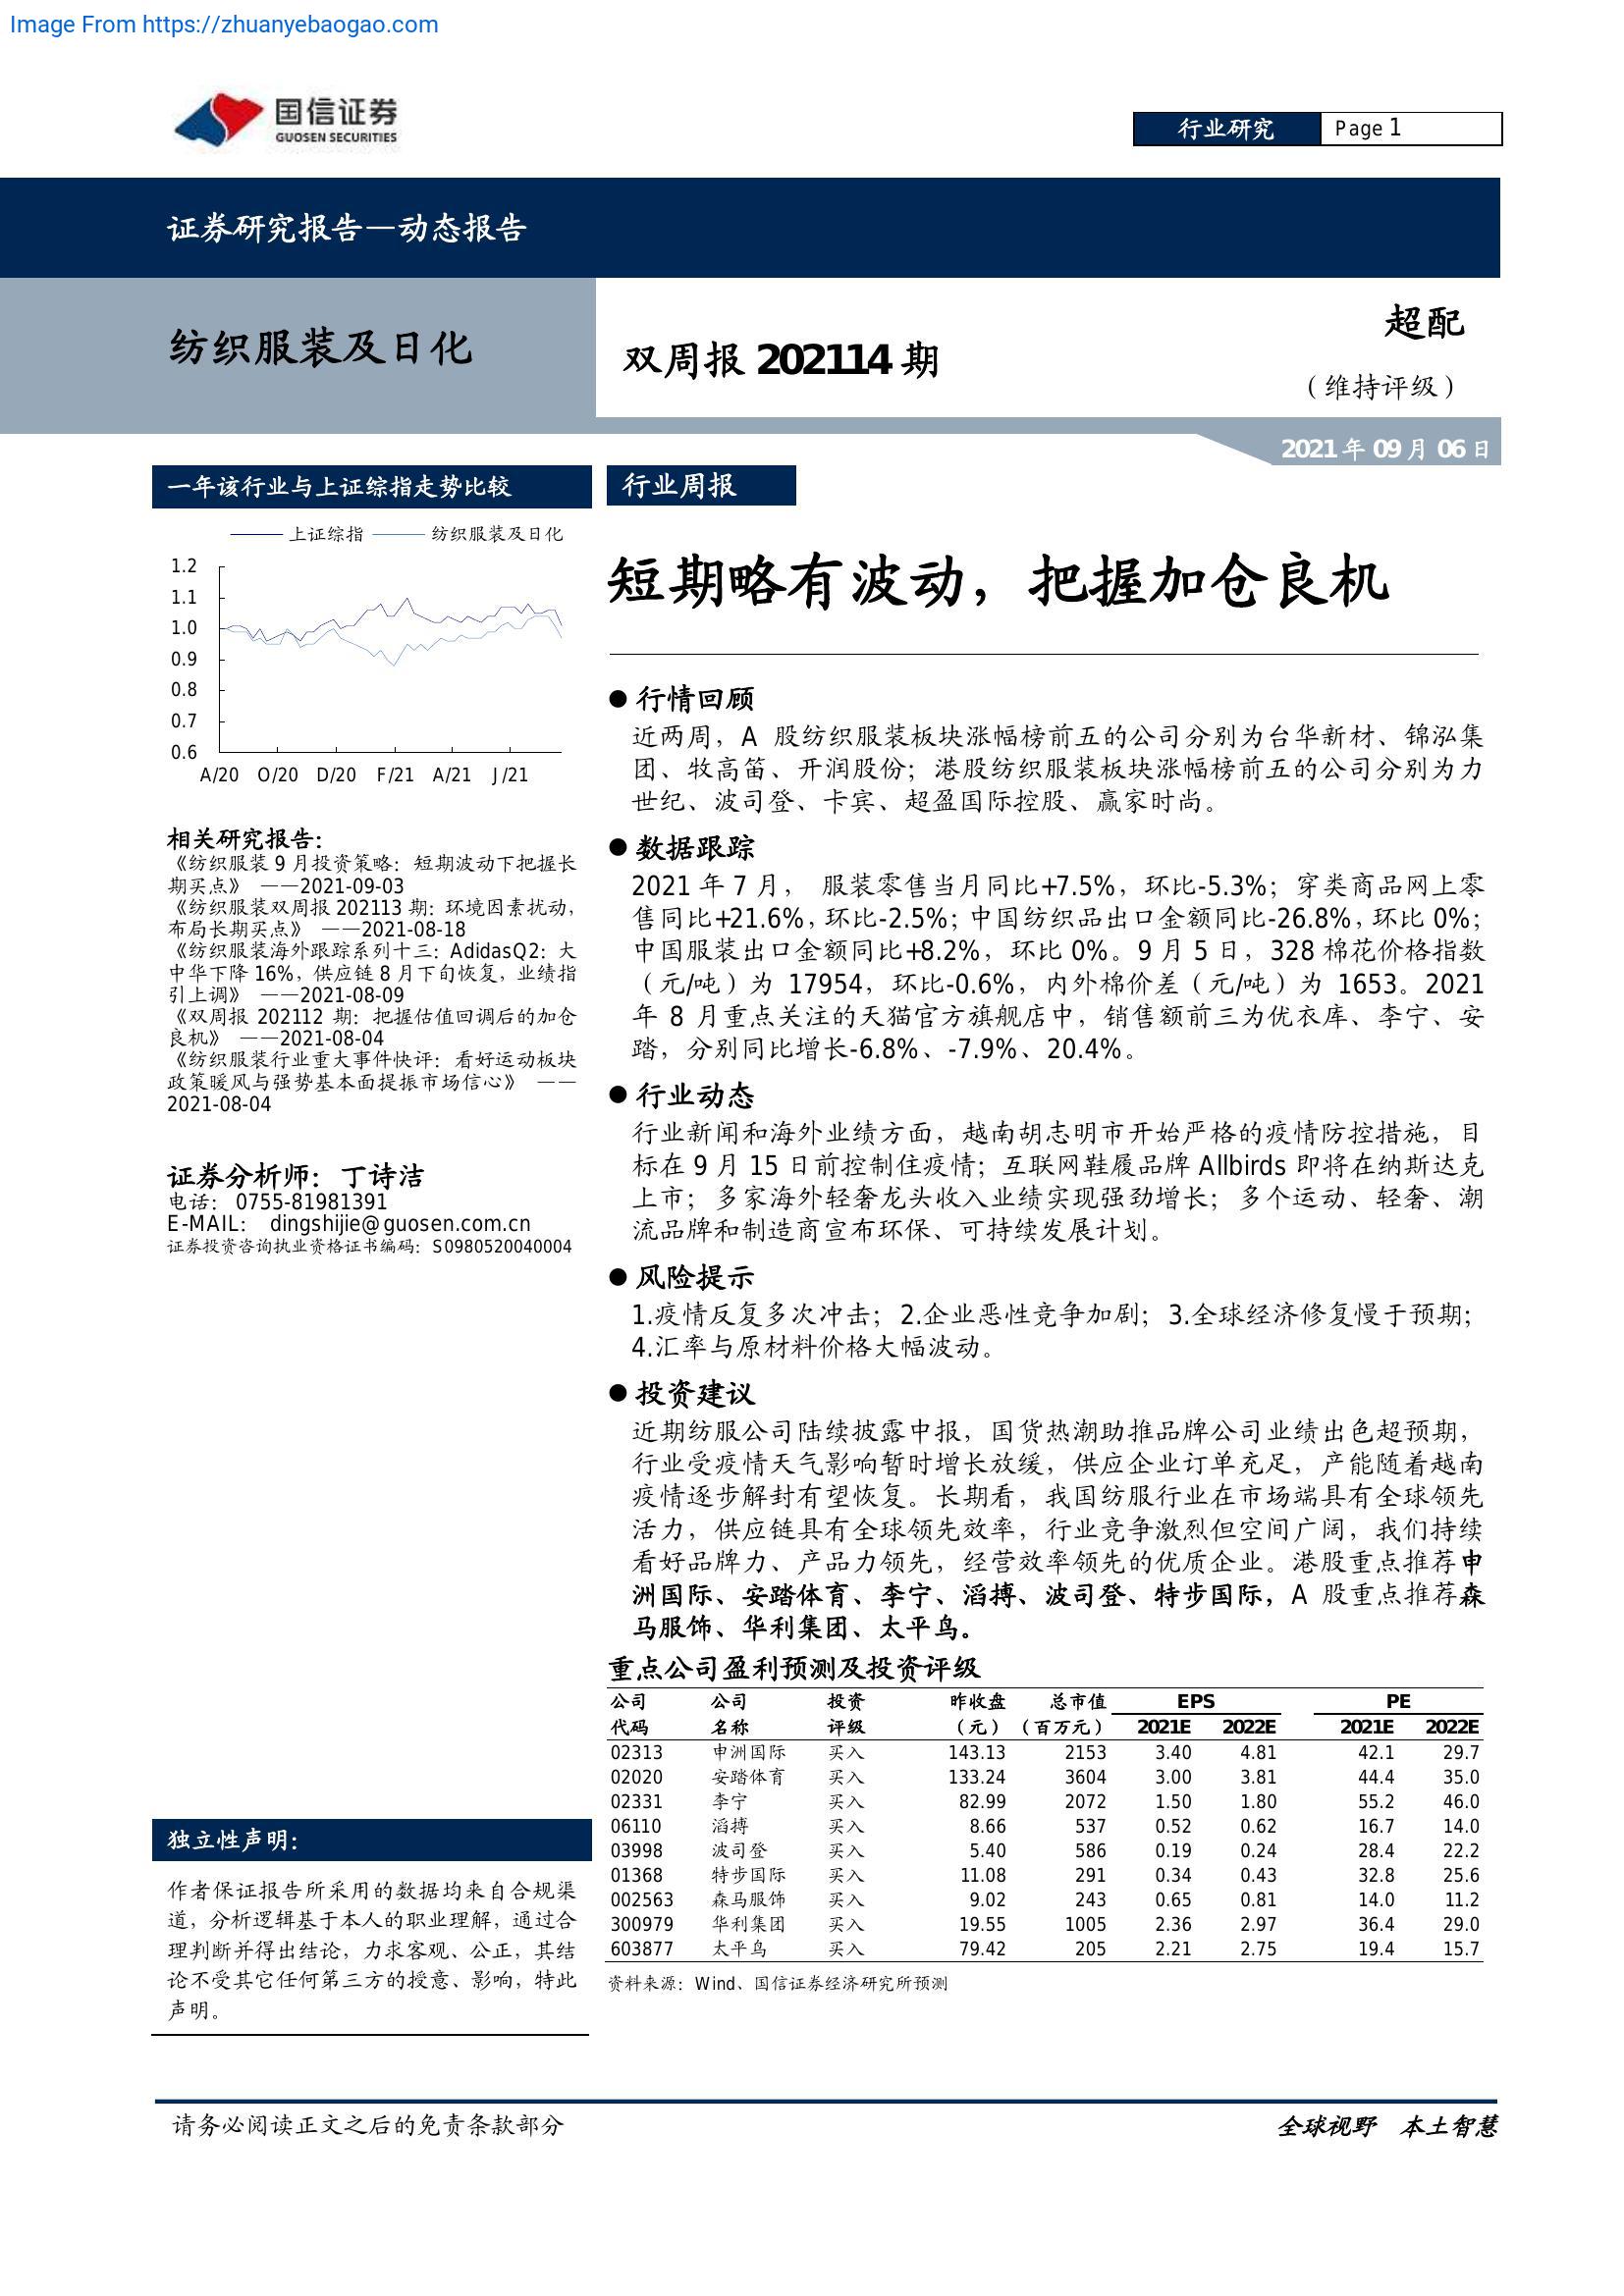 Image From https://zhuanyebaogao.com
国信证券
GUOSEN SECURITIES
行业研究 Page 1
证券研究报告—动态报告
纺织服装及日化
双周报 202114 期
超配
（维持评级）
2021 年 09 月 06 日
一年该行业与上证综指走势比较
上证综指 纺织服装及日化
1.2
1.1
1.0
0.9
0.8
0.7
0.6
A/20 O/20 D/20 F/21 A/21 J/21
相关研究报告：
《纺织服装 9 月投资策略：短期波动下把握长
期买点》 ——2021-09-03
《纺织服装双周报 202113 期：环境因素扰动，
布局长期买点》 ——2021-08-18
《纺织服装海外跟踪系列十三：AdidasQ2：大
中华下降 16%，供应链 8 月下旬恢复，业绩指
引上调》 ——2021-08-09
《双周报 202112 期：把握估值回调后的加仓
良机》 ——2021-08-04
《纺织服装行业重大事件快评：看好运动板块
政策暖风与强势基本面提振市场信心》 ——
2021-08-04
证券分析师：丁诗洁
电话： 0755-81981391
E-MAIL： dingshijie@guosen.com.cn
证券投资咨询执业资格证书编码：S0980520040004
独立性声明：
作者保证报告所采用的数据均来自合规渠
道，分析逻辑基于本人的职业理解，通过合
理判断并得出结论，力求客观、公正，其结
论不受其它任何第三方的授意、影响，特此
声明。
行业周报
短期略有波动，把握加仓良机
● 行情回顾
近两周，A 股纺织服装板块涨幅榜前五的公司分别为台华新材、锦泓集
团、牧高笛、开润股份；港股纺织服装板块涨幅榜前五的公司分别为力
世纪、波司登、卡宾、超盈国际控股、赢家时尚。
● 数据跟踪
2021 年 7 月， 服装零售当月同比+7.5%，环比-5.3%；穿类商品网上零
售同比+21.6%，环比-2.5%；中国纺织品出口金额同比-26.8%，环比 0%；
中国服装出口金额同比+8.2%，环比 0%。9 月 5 日，328 棉花价格指数
（元/吨）为 17954，环比-0.6%，内外棉价差（元/吨）为 1653。2021
年 8 月重点关注的天猫官方旗舰店中，销售额前三为优衣库、李宁、安
踏，分别同比增长-6.8%、-7.9%、20.4%。
● 行业动态
行业新闻和海外业绩方面，越南胡志明市开始严格的疫情防控措施，目
标在 9 月 15 日前控制住疫情；互联网鞋履品牌 Allbirds 即将在纳斯达克
上市；多家海外轻奢龙头收入业绩实现强劲增长；多个运动、轻奢、潮
流品牌和制造商宣布环保、可持续发展计划。
● 风险提示
1.疫情反复多次冲击；2.企业恶性竞争加剧；3.全球经济修复慢于预期；
4.汇率与原材料价格大幅波动。
● 投资建议
近期纺服公司陆续披露中报，国货热潮助推品牌公司业绩出色超预期，
行业受疫情天气影响暂时增长放缓，供应企业订单充足，产能随着越南
疫情逐步解封有望恢复。长期看，我国纺服行业在市场端具有全球领先
活力，供应链具有全球领先效率，行业竞争激烈但空间广阔，我们持续
看好品牌力、产品力领先，经营效率领先的优质企业。港股重点推荐申
洲国际、安踏体育、李宁、滔搏、波司登、特步国际，A 股重点推荐森
马服饰、华利集团、太平鸟。
重点公司盈利预测及投资评级
公司 公司 投资 昨收盘 总市值 EPS PE
代码 名称 评级 （元） （百万元） 2021E 2022E 2021E 2022E
02313 申洲国际 买入 143.13 2153 3.40 4.81 42.1 29.7
02020 安踏体育 买入 133.24 3604 3.00 3.81 44.4 35.0
02331 李宁 买入 82.99 2072 1.50 1.80 55.2 46.0
06110 滔搏 买入 8.66 537 0.52 0.62 16.7 14.0
03998 波司登 买入 5.40 586 0.19 0.24 28.4 22.2
01368 特步国际 买入 11.08 291 0.34 0.43 32.8 25.6
002563 森马服饰 买入 9.02 243 0.65 0.81 14.0 11.2
300979 华利集团 买入 19.55 1005 2.36 2.97 36.4 29.0
603877 太平鸟 买入 79.42 205 2.21 2.75 19.4 15.7
资料来源：Wind、国信证券经济研究所预测
请务必阅读正文之后的免责条款部分
全球视野 本土智慧